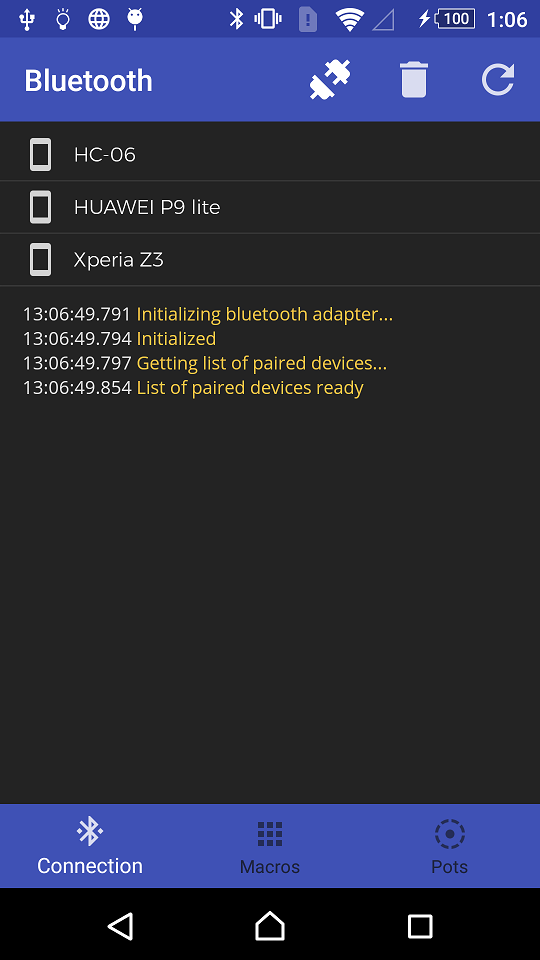 100 1:06
Bluetooth
HC-06
HUAWEI P9 lite
Xperia Z3
13:06:49.791 Initializing bluetooth adapter...
13:06:49.794 Initialized
13:06:49.797 Getting list of paired devices...
13:06:49.854 List of paired devices ready
Connection Macros Pots